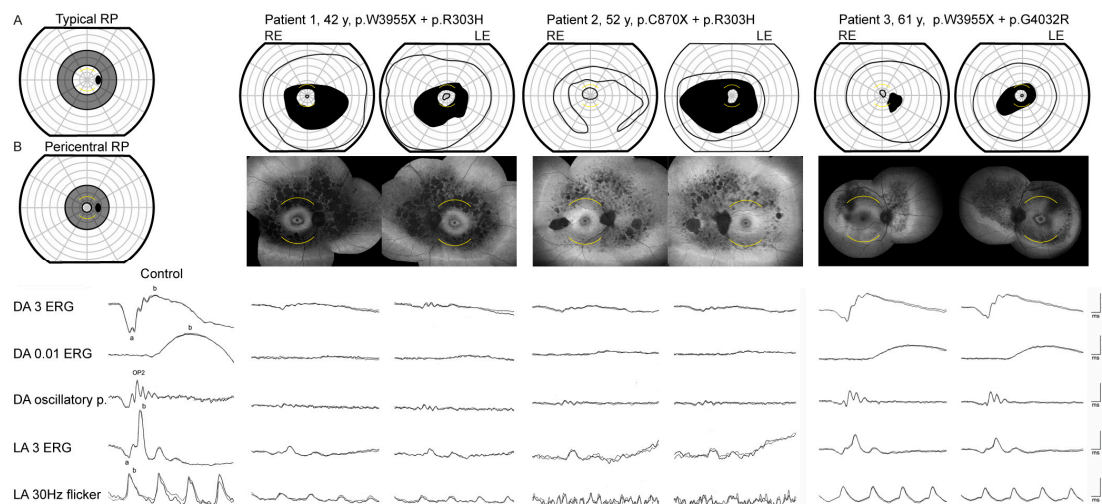 A
Typical RP
Patient 1, 42 y, p.W3955X + p.R303H
RE
LE
Patient 2, 52 y, p.C870X + p.R303H
RE
LE
Patient 3, 61 y, p.W3955X + p.G4032R
RE
LE
B
Pericentral RP
Control
DA 3 ERG
b
a
ms
DA 0.01 ERG
b
ms
DA oscillatory p.
OP2
ms
LA 3 ERG
b
a
ms
LA 30Hz flicker
b
ms